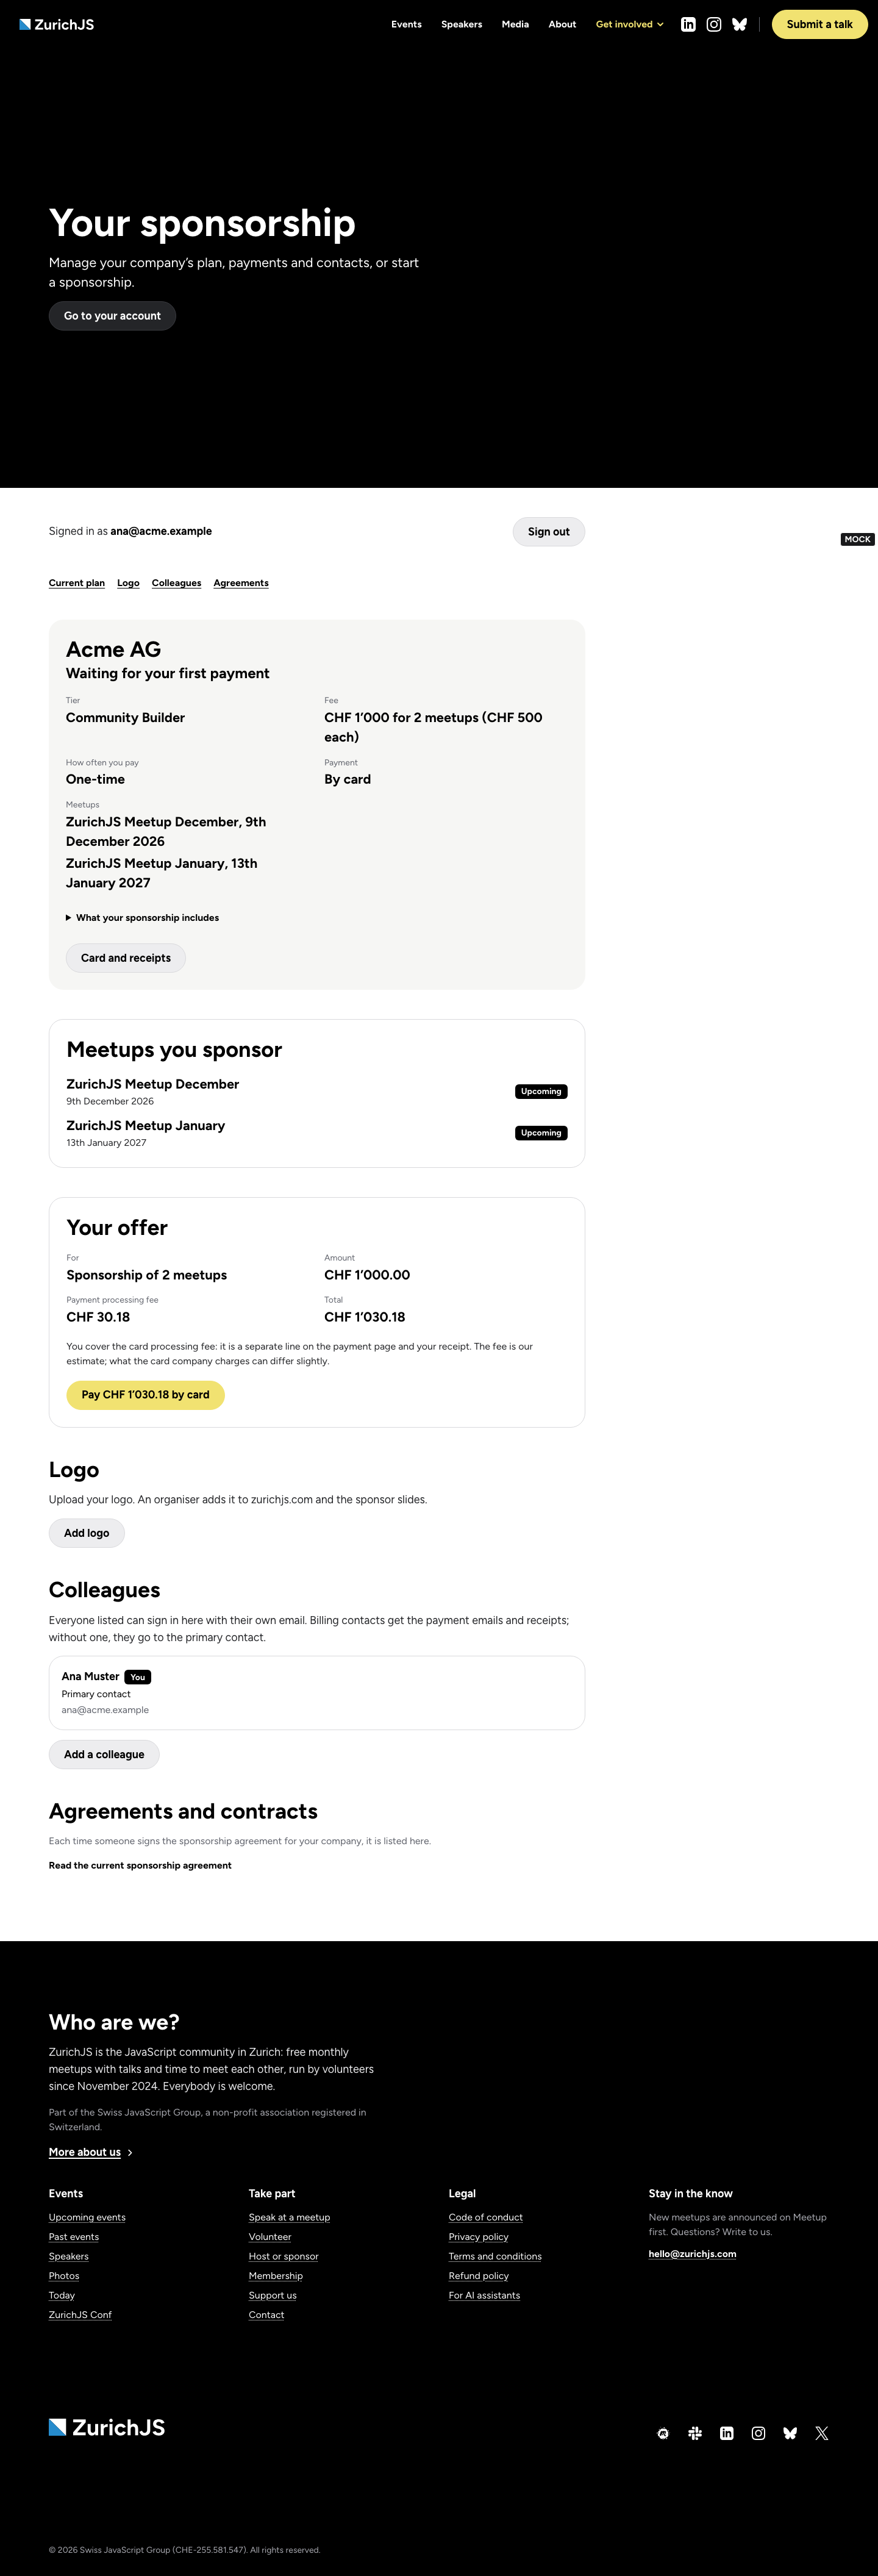 ZurichJS
Events Speakers Media About Get involved Submit a talk
Your sponsorship
Manage your company's plan, payments and contacts, or start
a sponsorship.
Go to your account
Signed in as ana@acme.example
Sign out
MOCK
Current plan Logo Colleagues Agreements
Acme AG
Waiting for your first payment
Tier
Community Builder
Fee
CHF 1'000 for 2 meetups (CHF 500
each)
How often you pay
One-time
Payment
By card
Meetups
ZurichJS Meetup December, 9th
December 2026
ZurichJS Meetup January, 13th
January 2027
What your sponsorship includes
Card and receipts
Meetups you sponsor
ZurichJS Meetup December
9th December 2026
Upcoming
ZurichJS Meetup January
13th January 2027
Upcoming
Your offer
For
Sponsorship of 2 meetups
Amount
CHF 1'000.00
Payment processing fee
CHF 30.18
Total
CHF 1'030.18
You cover the card processing fee: it is a separate line on the payment page and your receipt. The fee is our
estimate; what the card company charges can differ slightly.
Pay CHF 1'030.18 by card
Logo
Upload your logo. An organiser adds it to zurichjs.com and the sponsor slides.
Add logo
Colleagues
Everyone listed can sign in here with their own email. Billing contacts get the payment emails and receipts;
without one, they go to the primary contact.
Ana Muster You
Primary contact
ana@acme.example
Add a colleague
Agreements and contracts
Each time someone signs the sponsorship agreement for your company, it is listed here.
Read the current sponsorship agreement
Who are we?
ZurichJS is the JavaScript community in Zurich: free monthly
meetups with talks and time to meet each other, run by volunteers
since November 2024. Everybody is welcome.
Part of the Swiss JavaScript Group, a non-profit association registered in
Switzerland.
More about us
Events
Upcoming events
Past events
Speakers
Photos
Today
ZurichJS Conf
Take part
Speak at a meetup
Volunteer
Host or sponsor
Membership
Support us
Contact
Legal
Code of conduct
Privacy policy
Terms and conditions
Refund policy
For AI assistants
Stay in the know
New meetups are announced on Meetup
first. Questions? Write to us.
hello@zurichjs.com
ZurichJS
© 2026 Swiss JavaScript Group (CHE-255.581.547). All rights reserved.